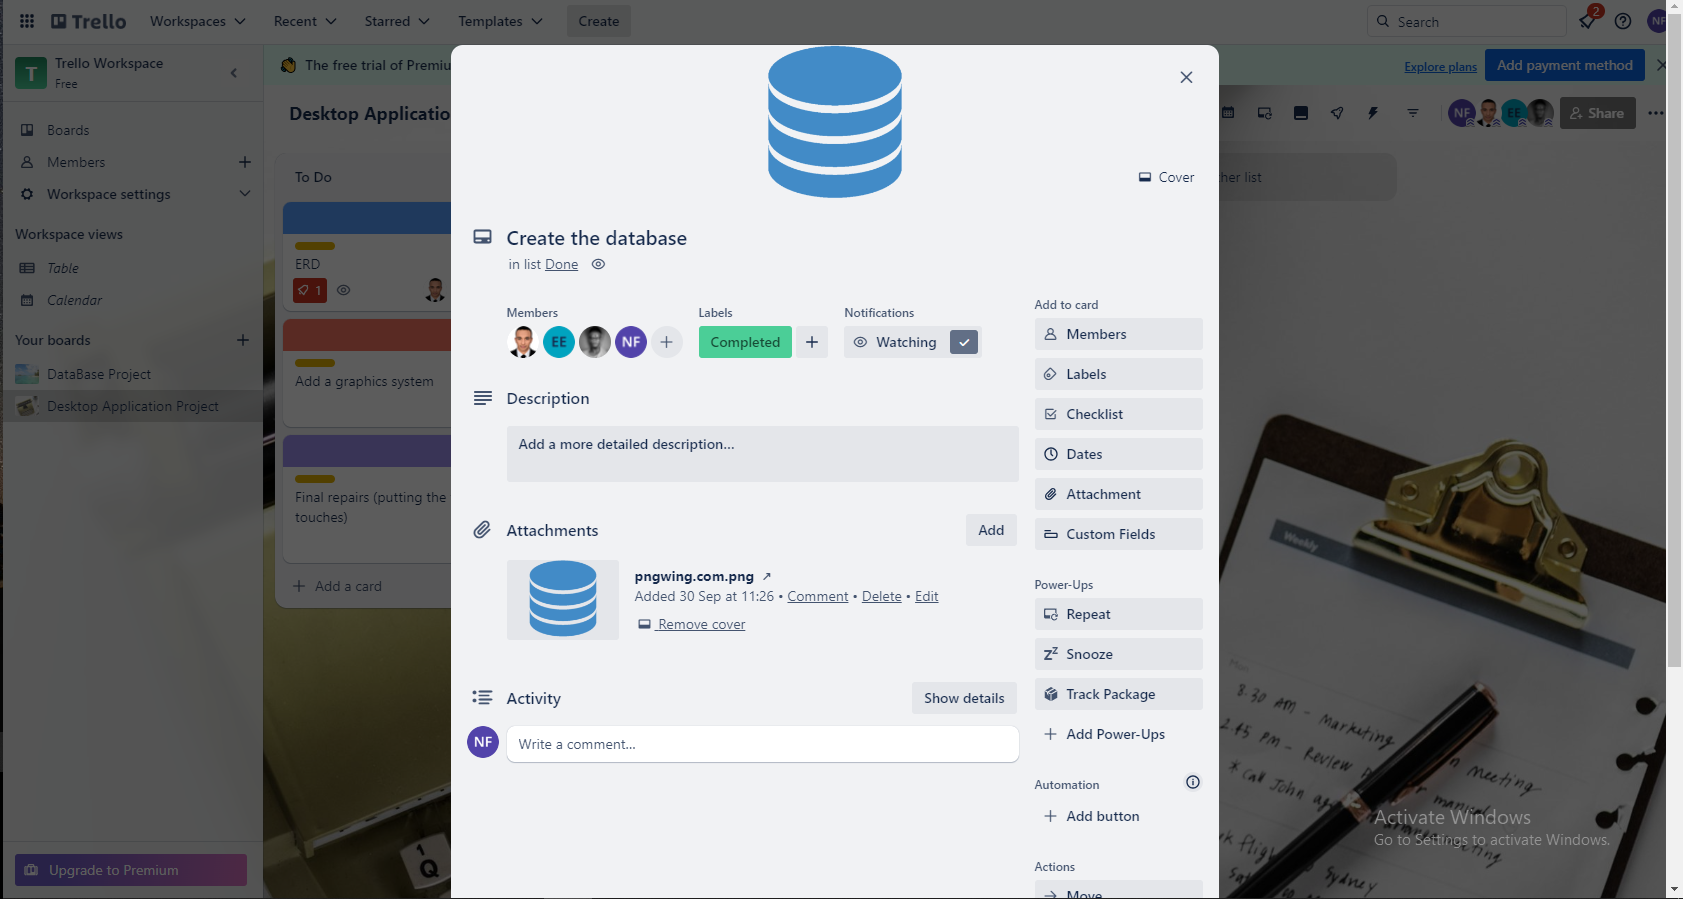 Trello
Workspaces
Recent
Starred
Templates
Create
Search
2
NF
T
Trello Workspace
Free
The free trial of Premiu
Explore plans
Add payment method
Desktop Applicatio
NF
EE
Share
Boards
Members
Workspace settings
Workspace views
Table
Calendar
Your boards
DataBase Project
Desktop Application Project
Upgrade to Premium
To Do
ERD
1
Add a graphics system
Final repairs (putting the
touches)
Add a card
her list
Cover
Create the database
in list Done
Members
EE
NF
Labels
Completed
Notifications
Watching
Description
Add a more detailed description...
Attachments
Add
pngwing.com.png
Added 30 Sep at 11:26 • Comment • Delete • Edit
Remove cover
Activity
Show details
NF
Write a comment...
Add to card
Members
Labels
Checklist
Dates
Attachment
Custom Fields
Power-Ups
Repeat
Snooze
Track Package
Add Power-Ups
Automation
Add button
Actions
Move
Weekly
Mon
8:30 AM - Marketing
2:45 PM - Review
n meeting
* Call John
Sydney
Activate Windows
Go to Settings to activate Windows.
1
Q